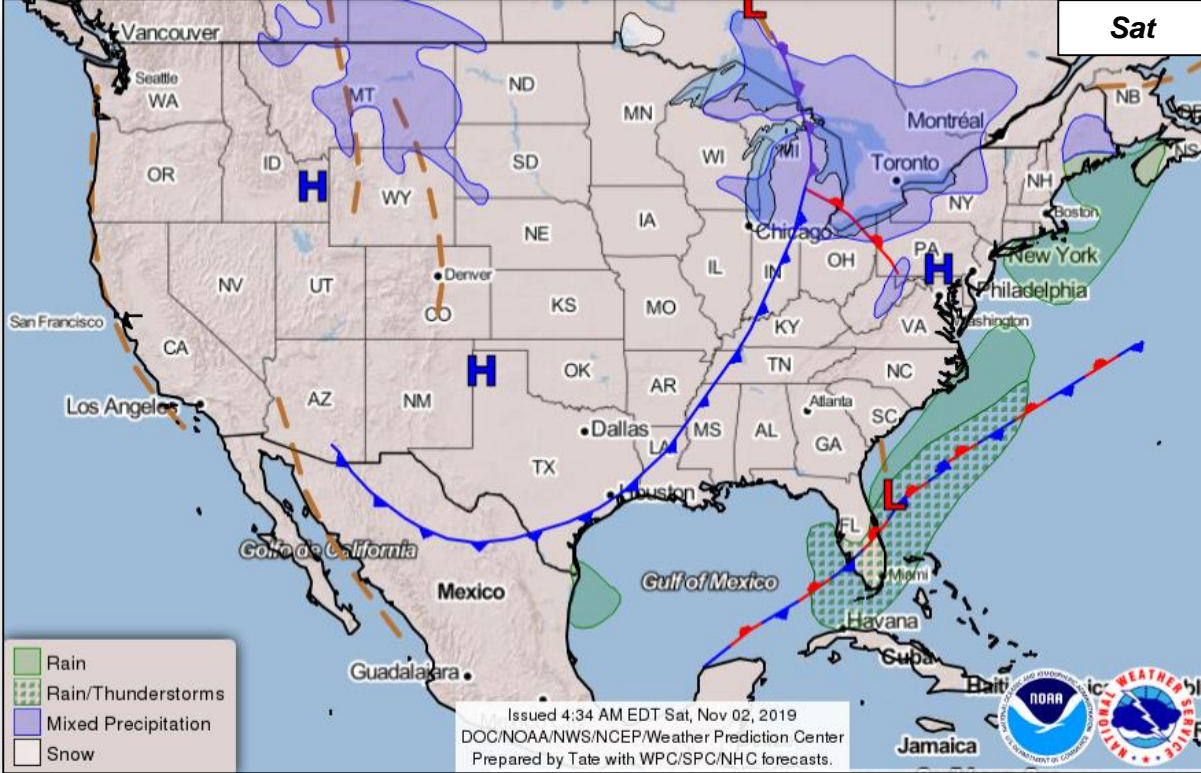 Sat
L
Vancouver
Seattle
WA
MT
ND
MN
Montréal
NB
NS
OR
ID
H
WY
SD
WI
MI
Toronto
NH
NY
Boston
NE
IA
Chicago
PA
H
New York
NV
UT
Denver
IL
IN
OH
Philadelphia
CO
KS
MO
San Francisco
KY
VA
Washington
CA
H
OK
TN
NC
AZ
NM
AR
Atlanta
SC
Los Angeles
Dallas
LA
MS
AL
GA
TX
Houston
L
FL
Golfo de California
Gulf of Mexico
Miami
Mexico
Havana
Cuba
Guadalajara
Haiti
Jamaica
Rain
Rain/Thunderstorms
Mixed Precipitation
Snow
Issued 4:34 AM EDT Sat, Nov 02, 2019
DOC/NOAA/NWS/NCEP/Weather Prediction Center
Prepared by Tate with WPC/SPC/NHC forecasts.
NOAA
NATIONAL WEATHER SERVICE